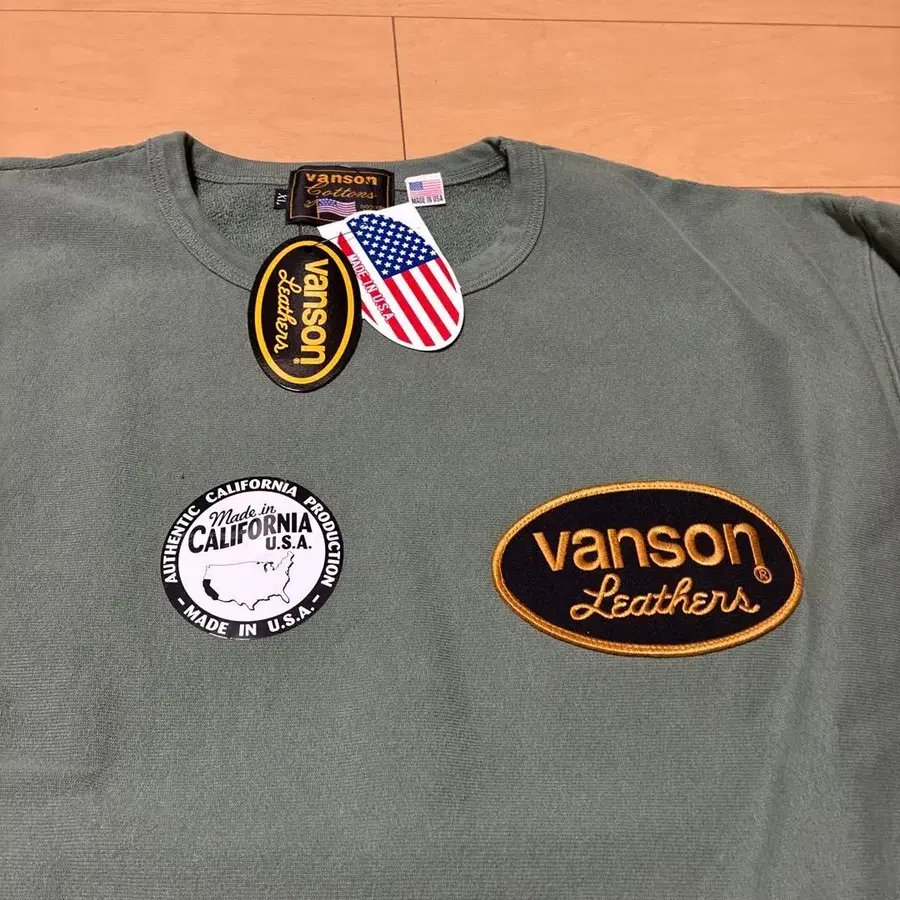 vanson
Cottons
XL
MADE IN USA
MADE IN U.S.A
vanson
Leathers®
AUTHENTIC CALIFORNIA PRODUCTION
Made in
CALIFORNIA
U.S.A.
- MADE IN U.S.A. -
vanson
Leathers®